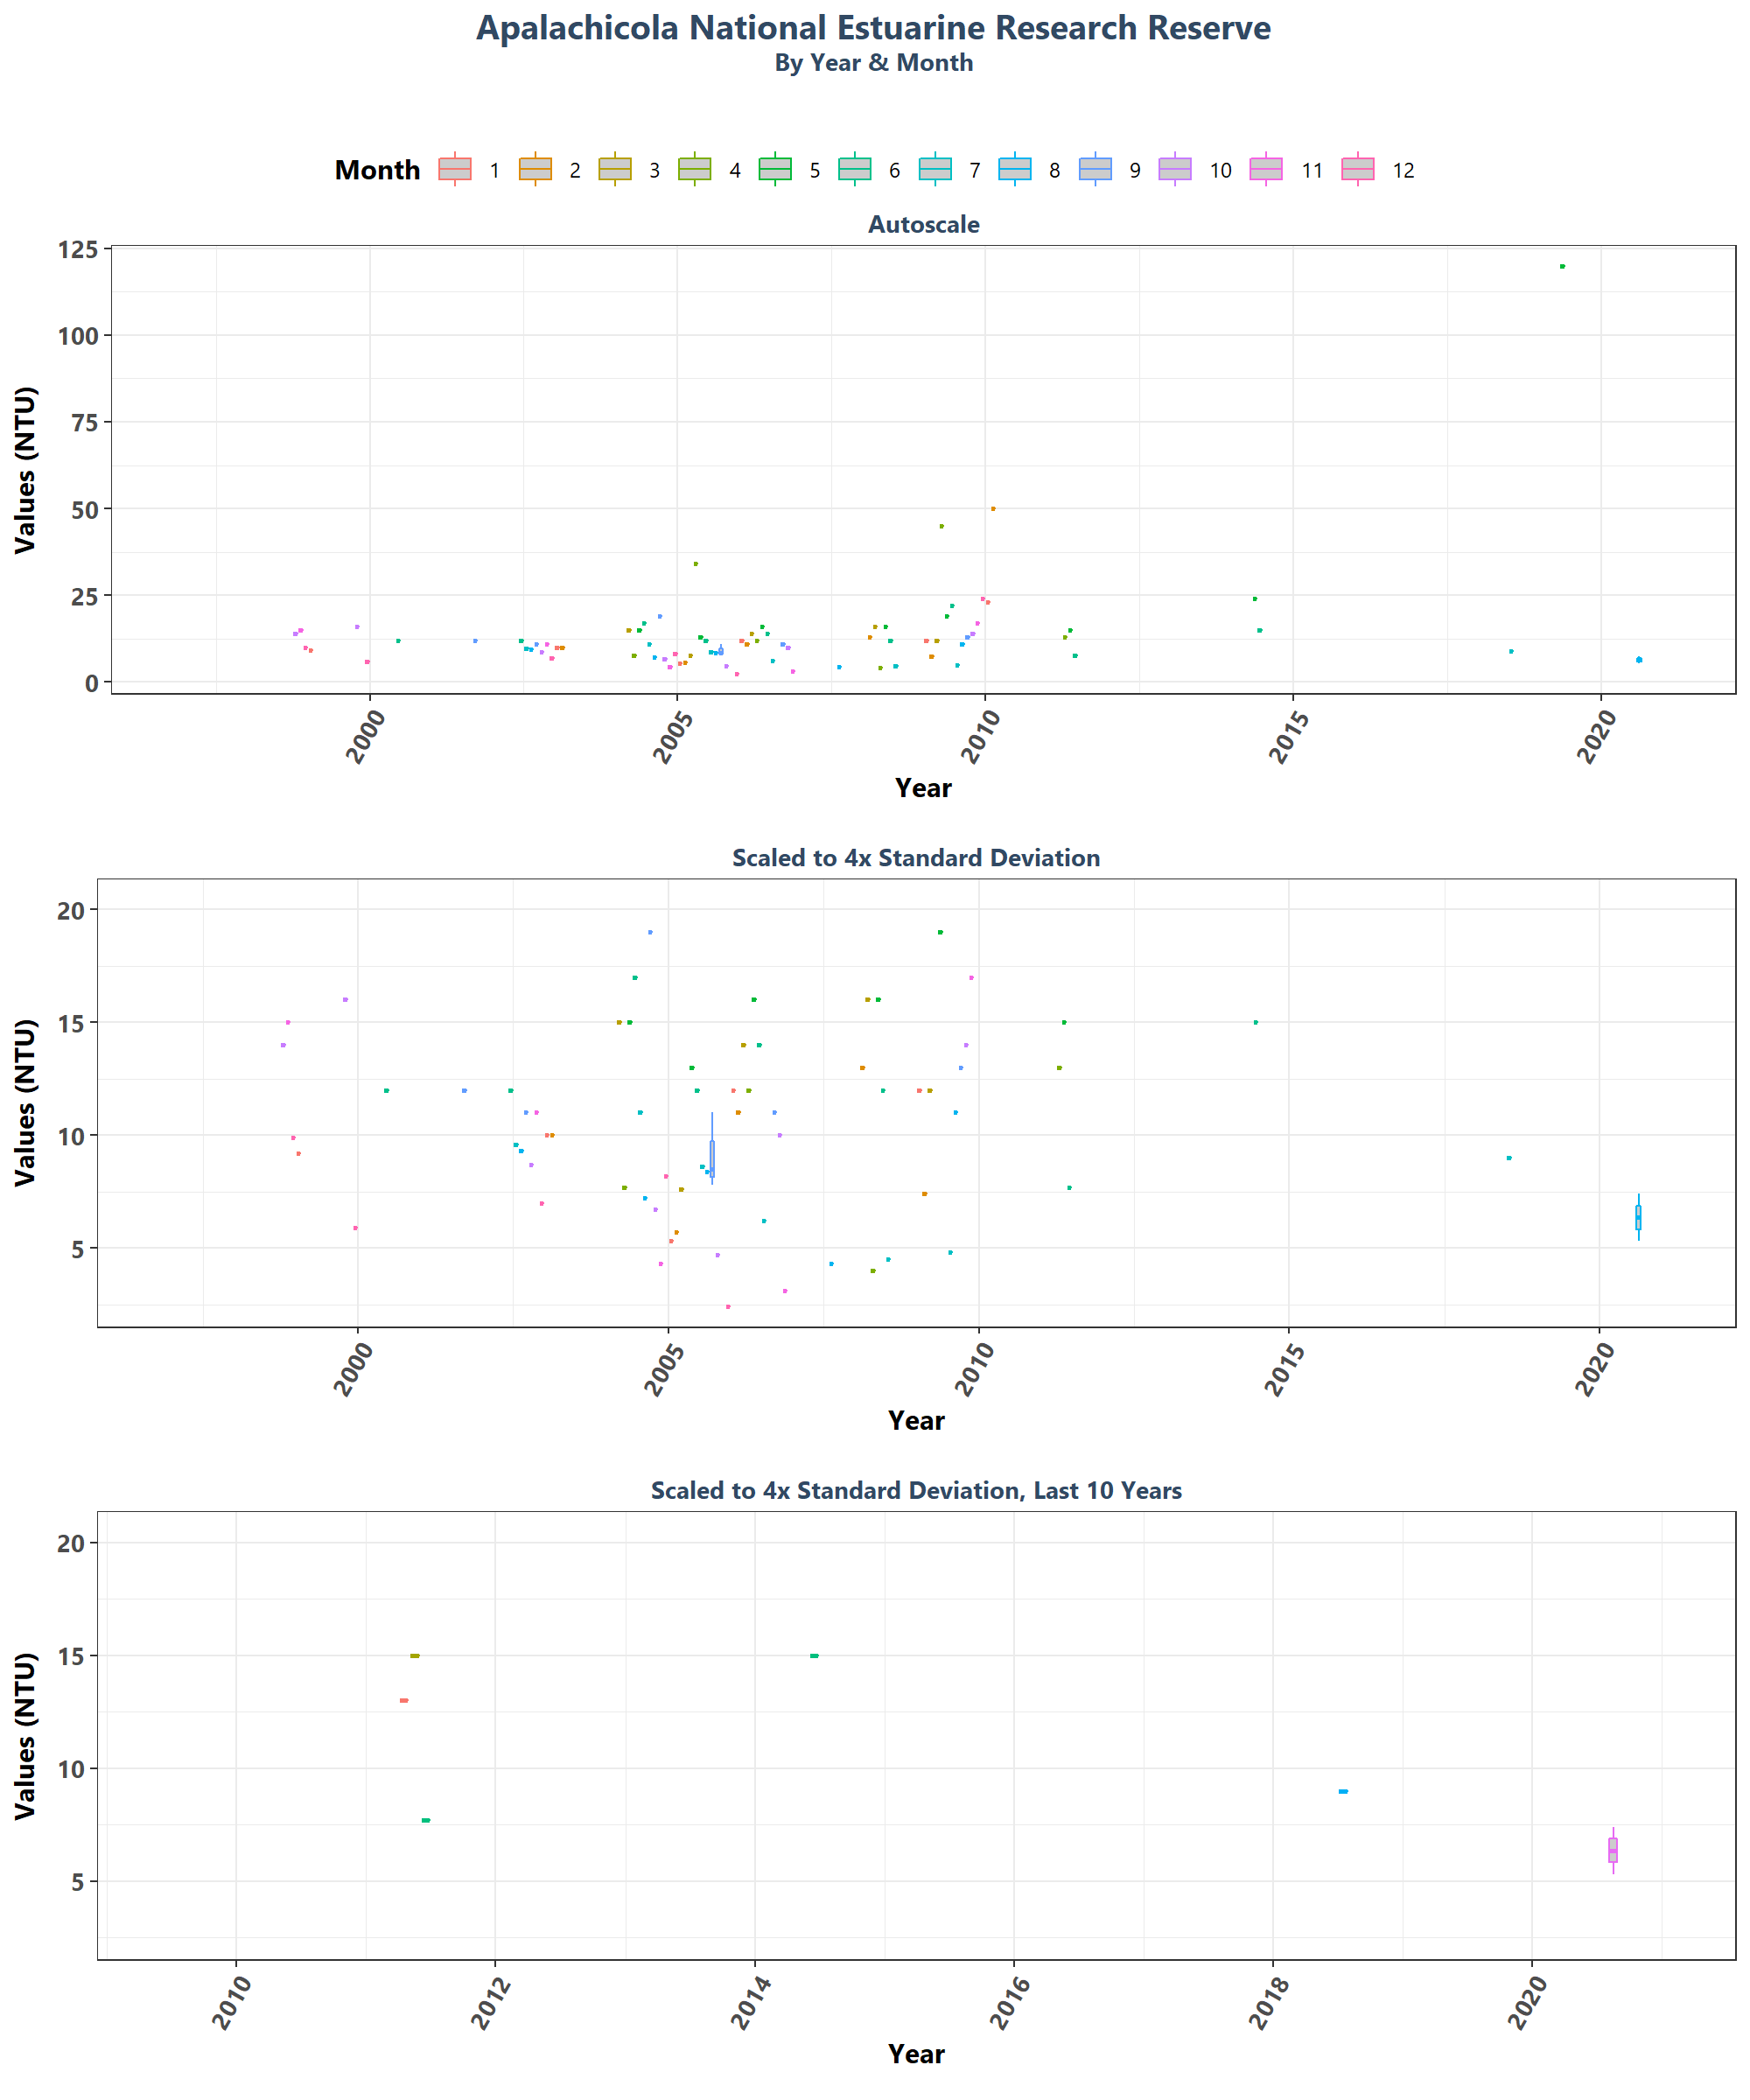 Apalachicola National Estuarine Research Reserve
By Year & Month
Month 1 2 3 4 5 6 7 8 9 10 11 12
Autoscale
Values (NTU)
125
100
75
50
25
0
2000 2005 2010 2015 2020
Year
Scaled to 4x Standard Deviation
Values (NTU)
20
15
10
5
2000 2005 2010 2015 2020
Year
Scaled to 4x Standard Deviation, Last 10 Years
Values (NTU)
20
15
10
5
2010 2012 2014 2016 2018 2020
Year